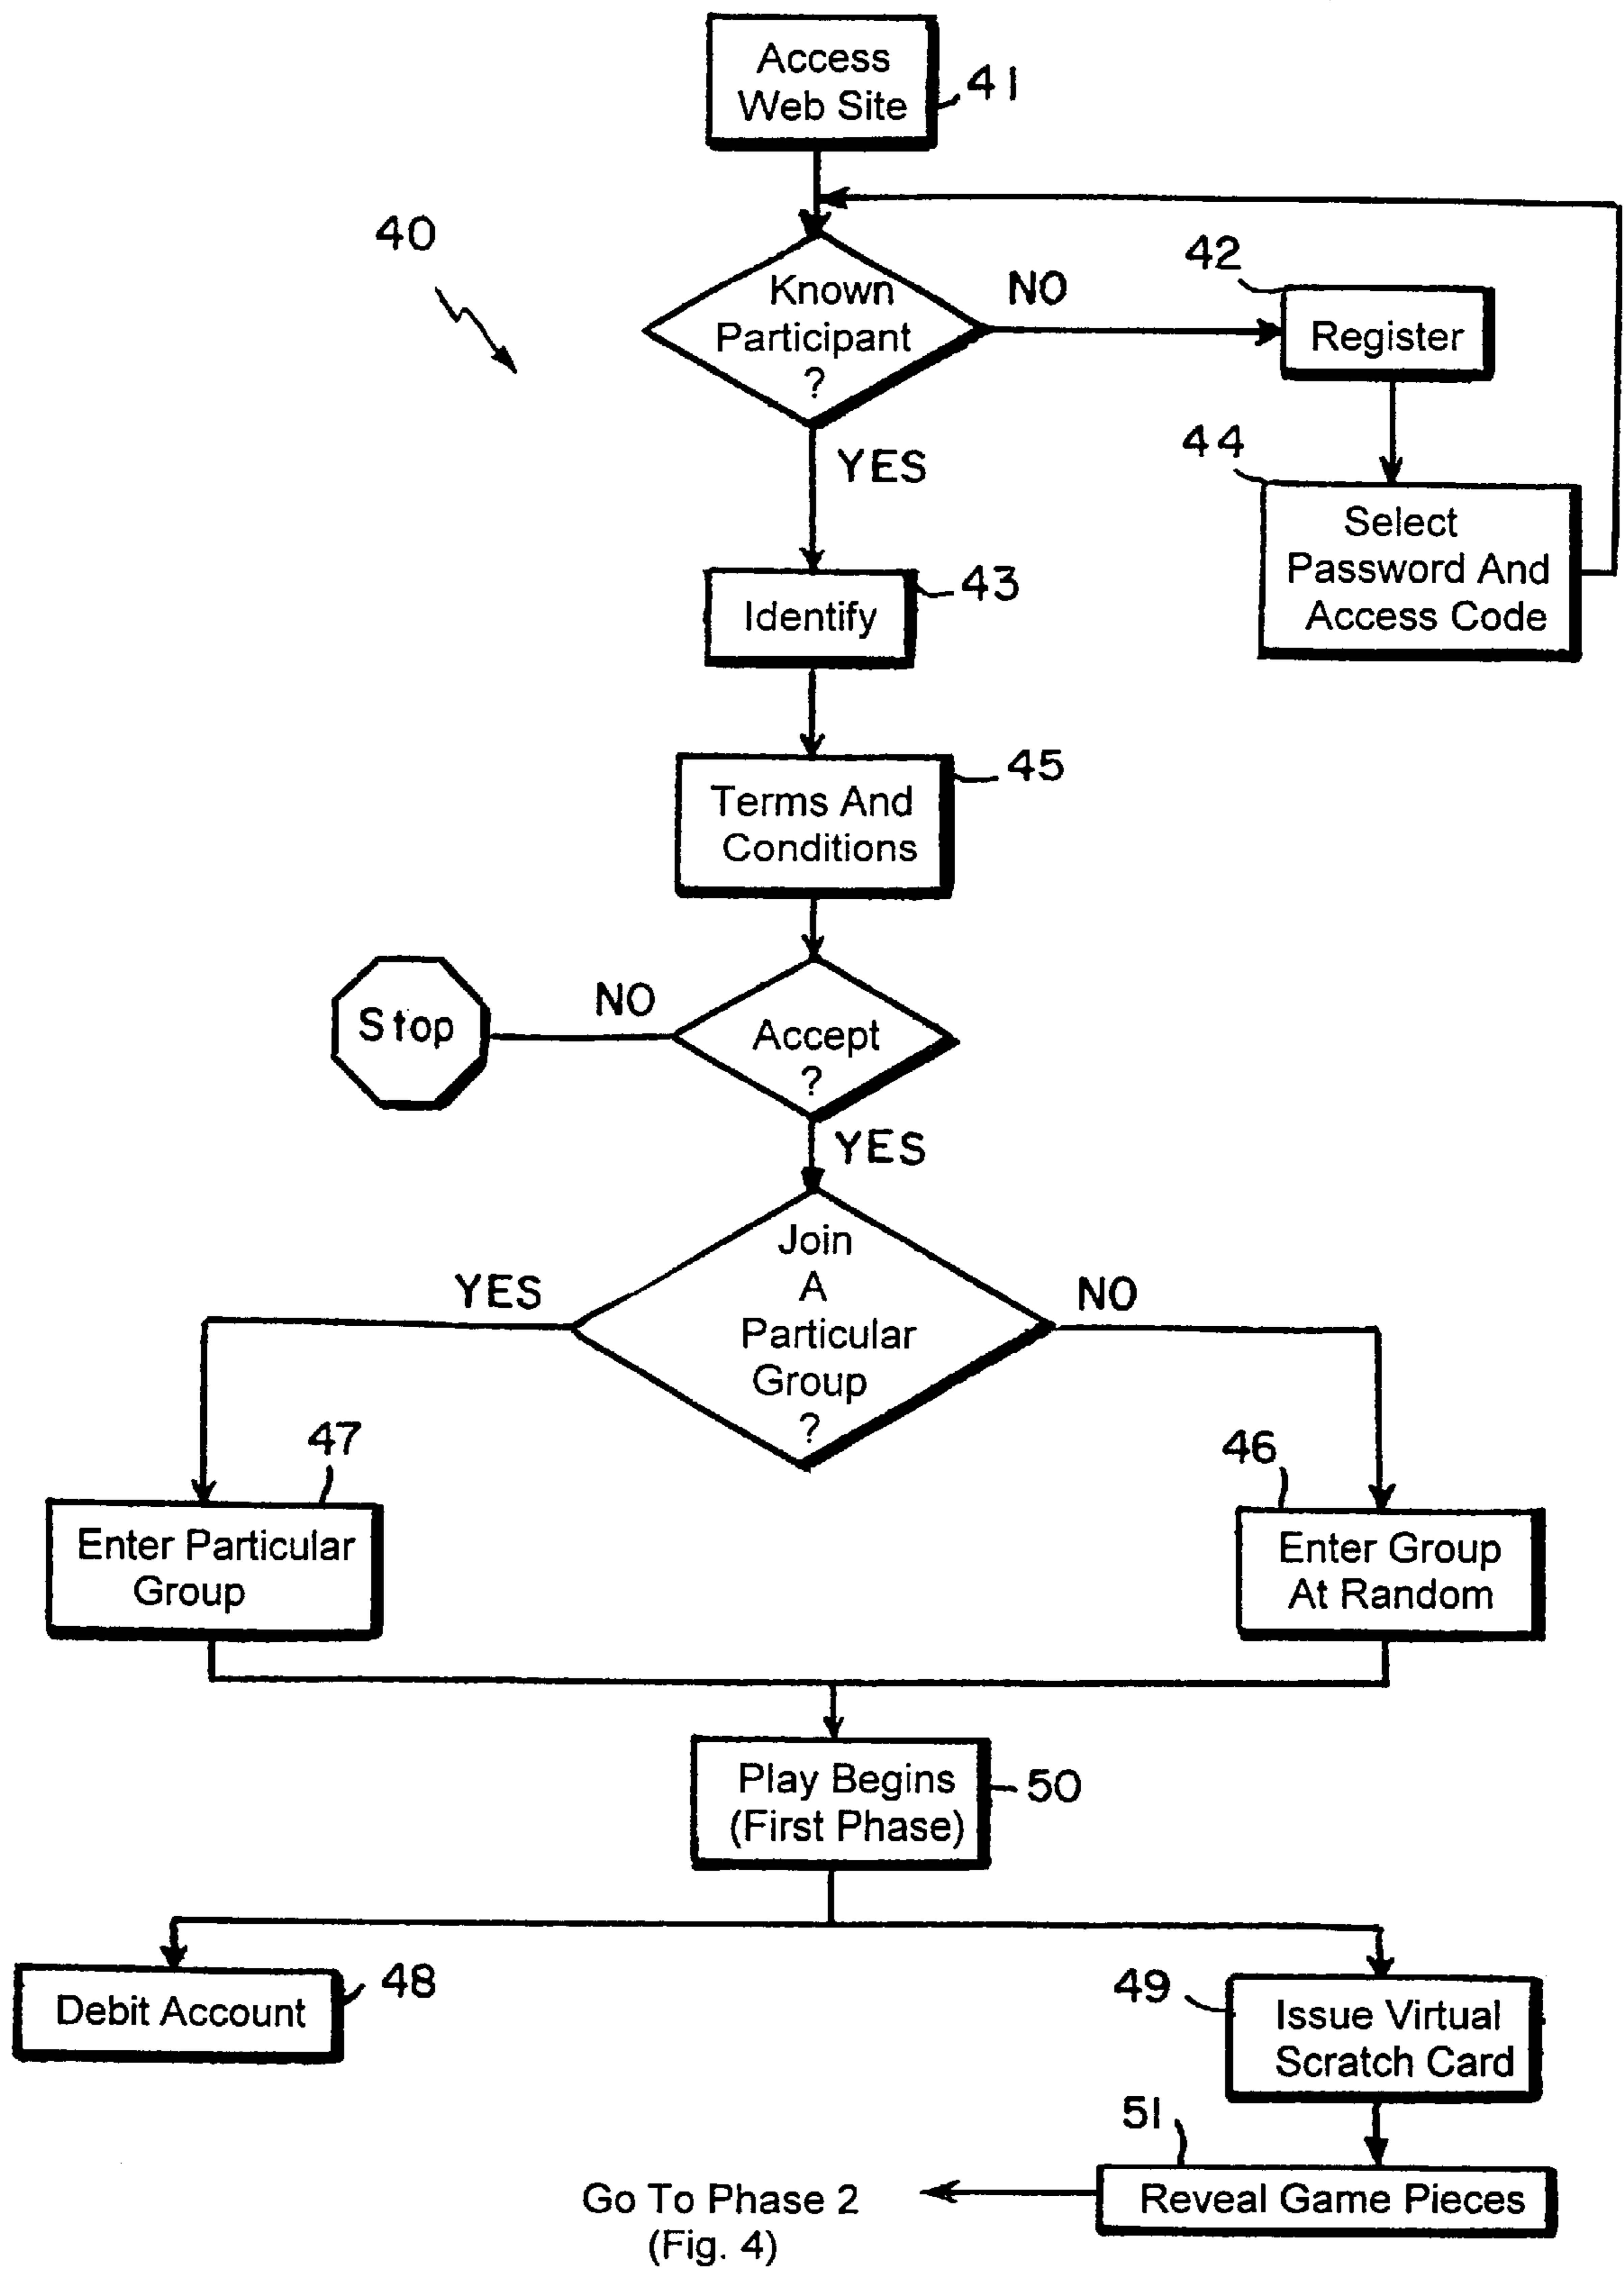 Access
Web Site
41
40
Known
Participant
?
NO
42
Register
YES
44
Select
Password And
Access Code
43
Identify
45
Terms And
Conditions
Stop
NO
Accept
?
YES
Join
A
Particular
Group
?
YES
NO
47
46
Enter Particular
Group
Enter Group
At Random
Play Begins
(First Phase)
50
Debit Account
48
49
Issue Virtual
Scratch Card
51
Reveal Game Pieces
Go To Phase 2
(Fig. 4)